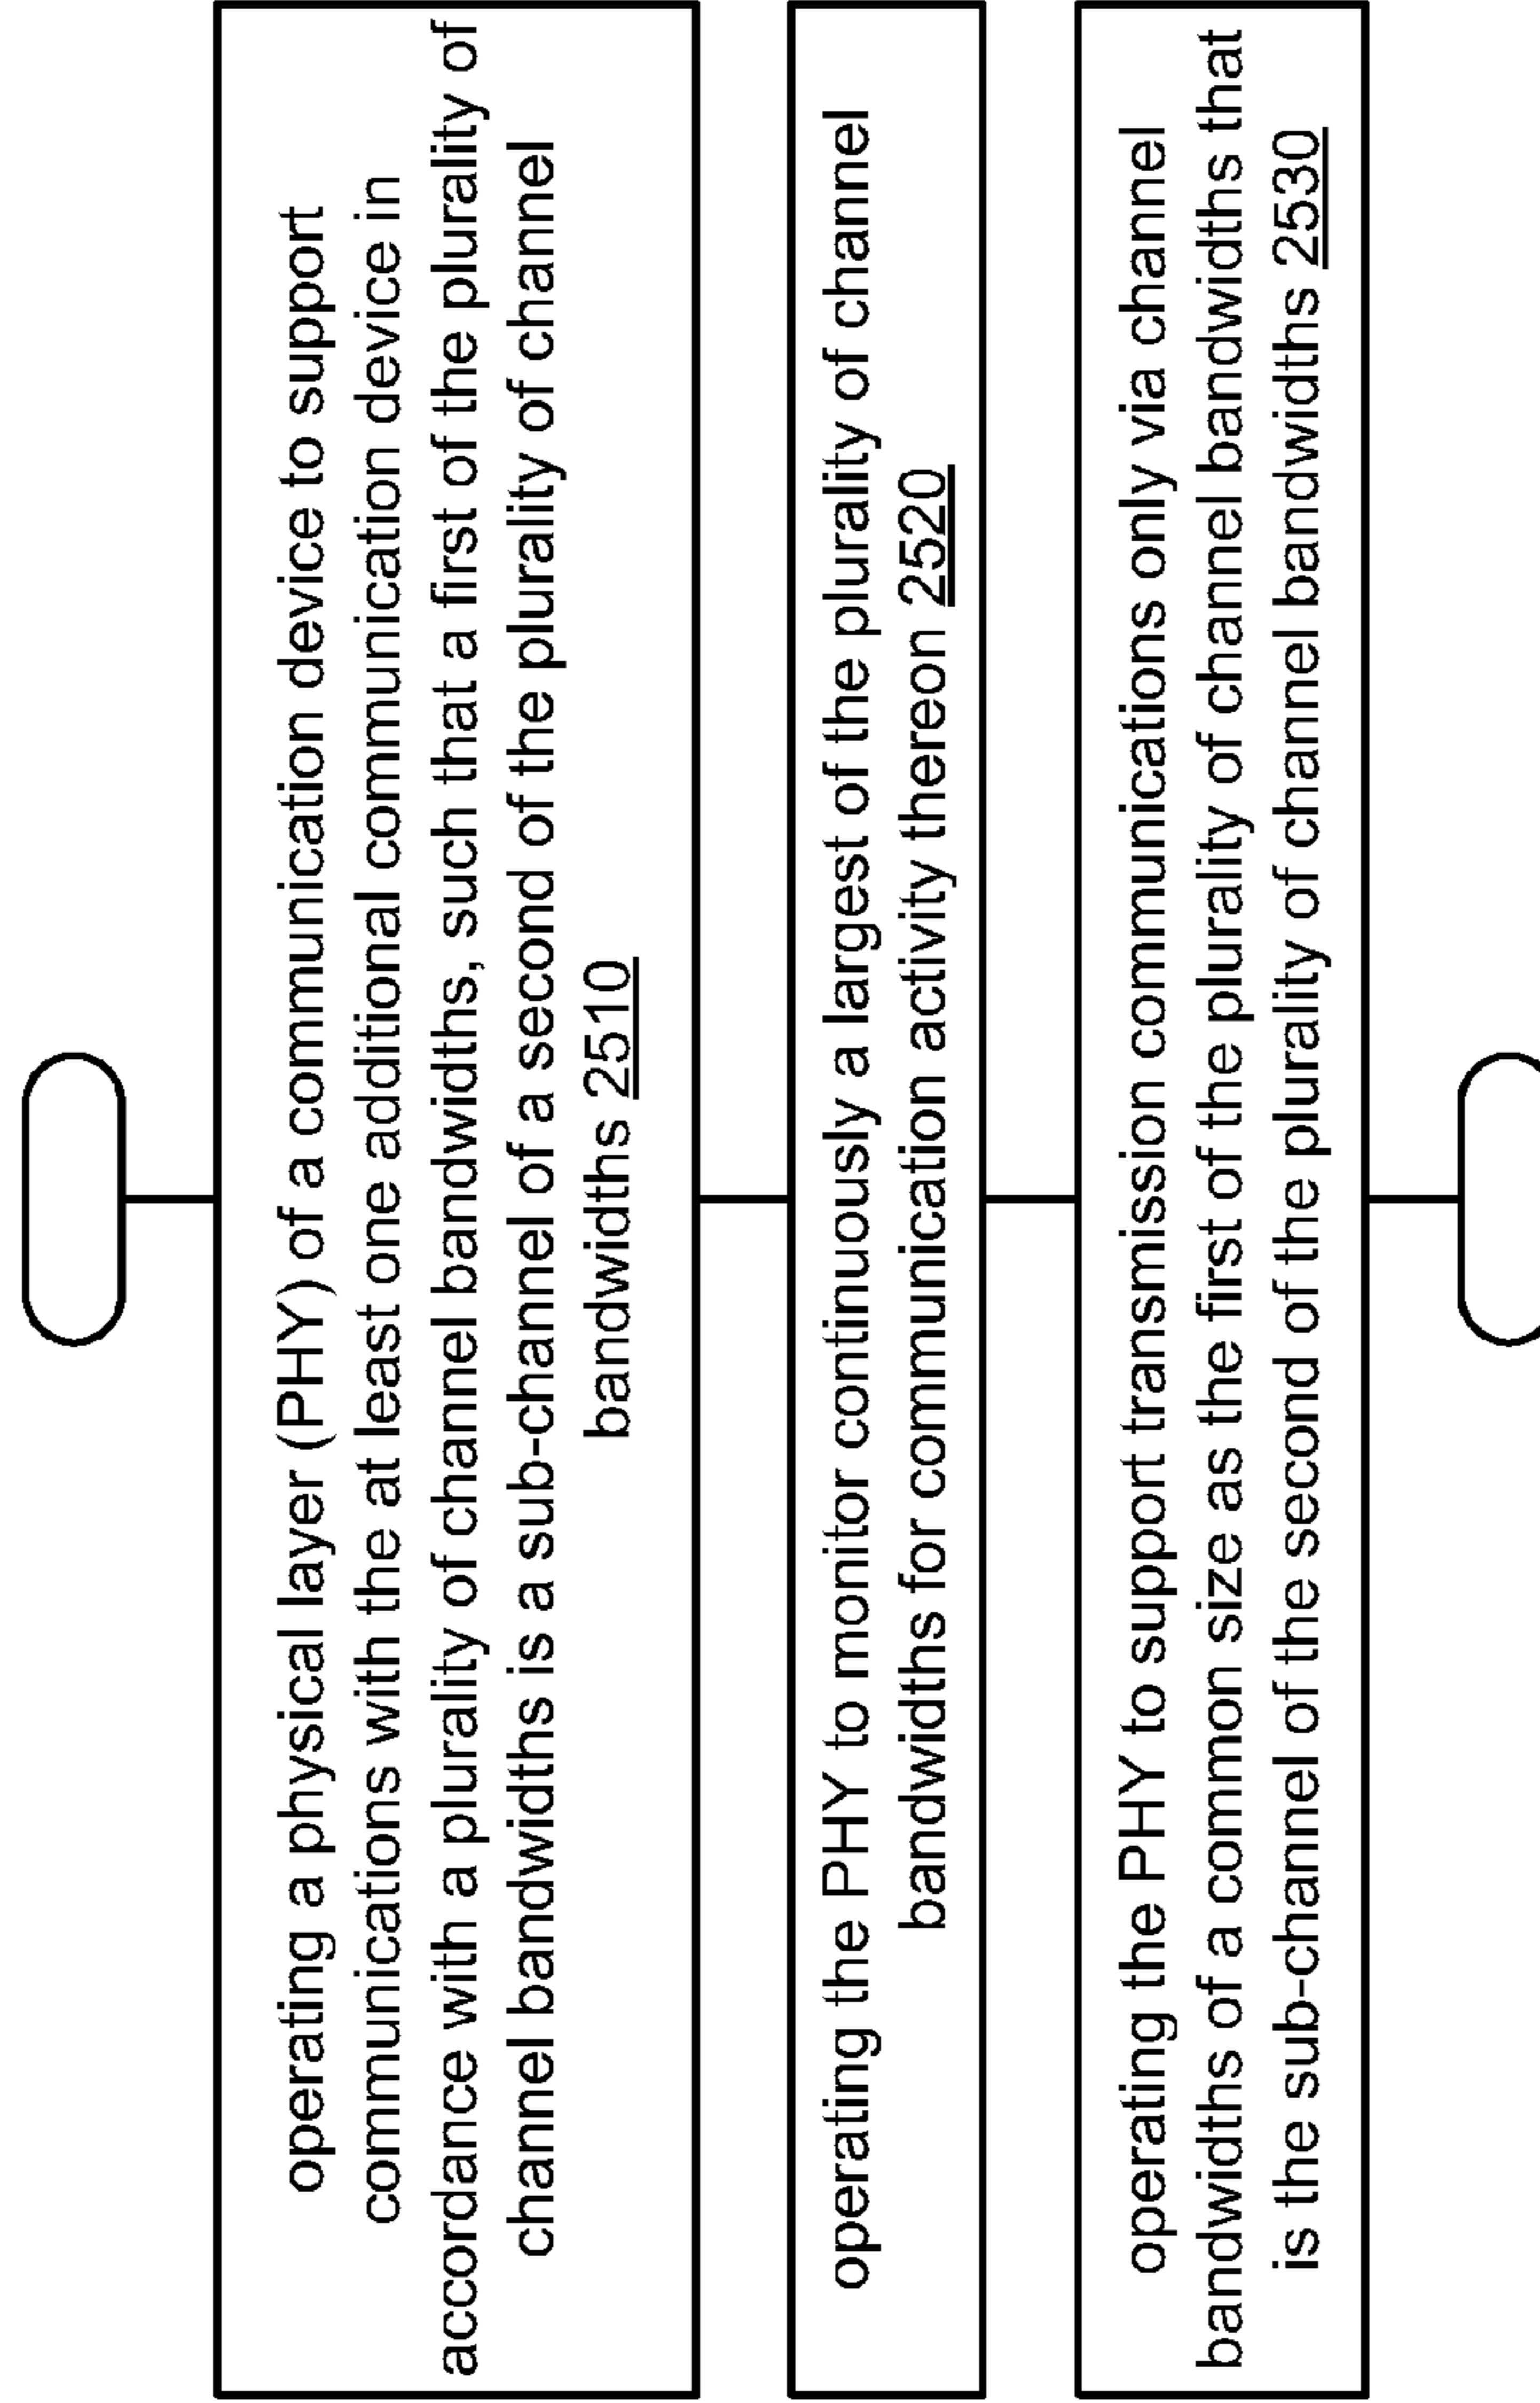 operating a physical layer (PHY) of a communication device to support
communications with the at least one additional communication device in
accordance with a plurality of channel bandwidths, such that a first of the plurality of
channel bandwidths is a sub-channel of a second of the plurality of channel
bandwidths 2510
operating the PHY to monitor continuously a largest of the plurality of channel
bandwidths for communication activity thereon 2520
operating the PHY to support transmission communications only via channel
bandwidths of a common size as the first of the plurality of channel bandwidths that
is the sub-channel of the second of the plurality of channel bandwidths 2530